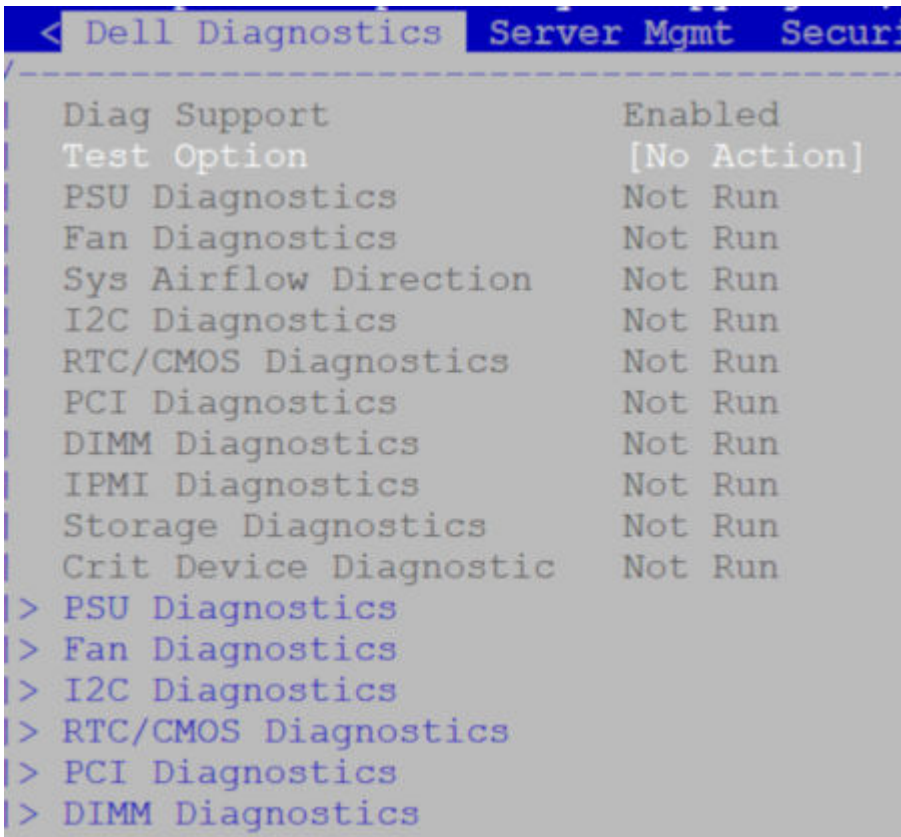 < Dell Diagnostics Server Mgmt Securi
Diag Support Enabled
Test Option [No Action]
PSU Diagnostics Not Run
Fan Diagnostics Not Run
Sys Airflow Direction Not Run
I2C Diagnostics Not Run
RTC/CMOS Diagnostics Not Run
PCI Diagnostics Not Run
DIMM Diagnostics Not Run
IPMI Diagnostics Not Run
Storage Diagnostics Not Run
Crit Device Diagnostic Not Run
> PSU Diagnostics
> Fan Diagnostics
> I2C Diagnostics
> RTC/CMOS Diagnostics
> PCI Diagnostics
> DIMM Diagnostics